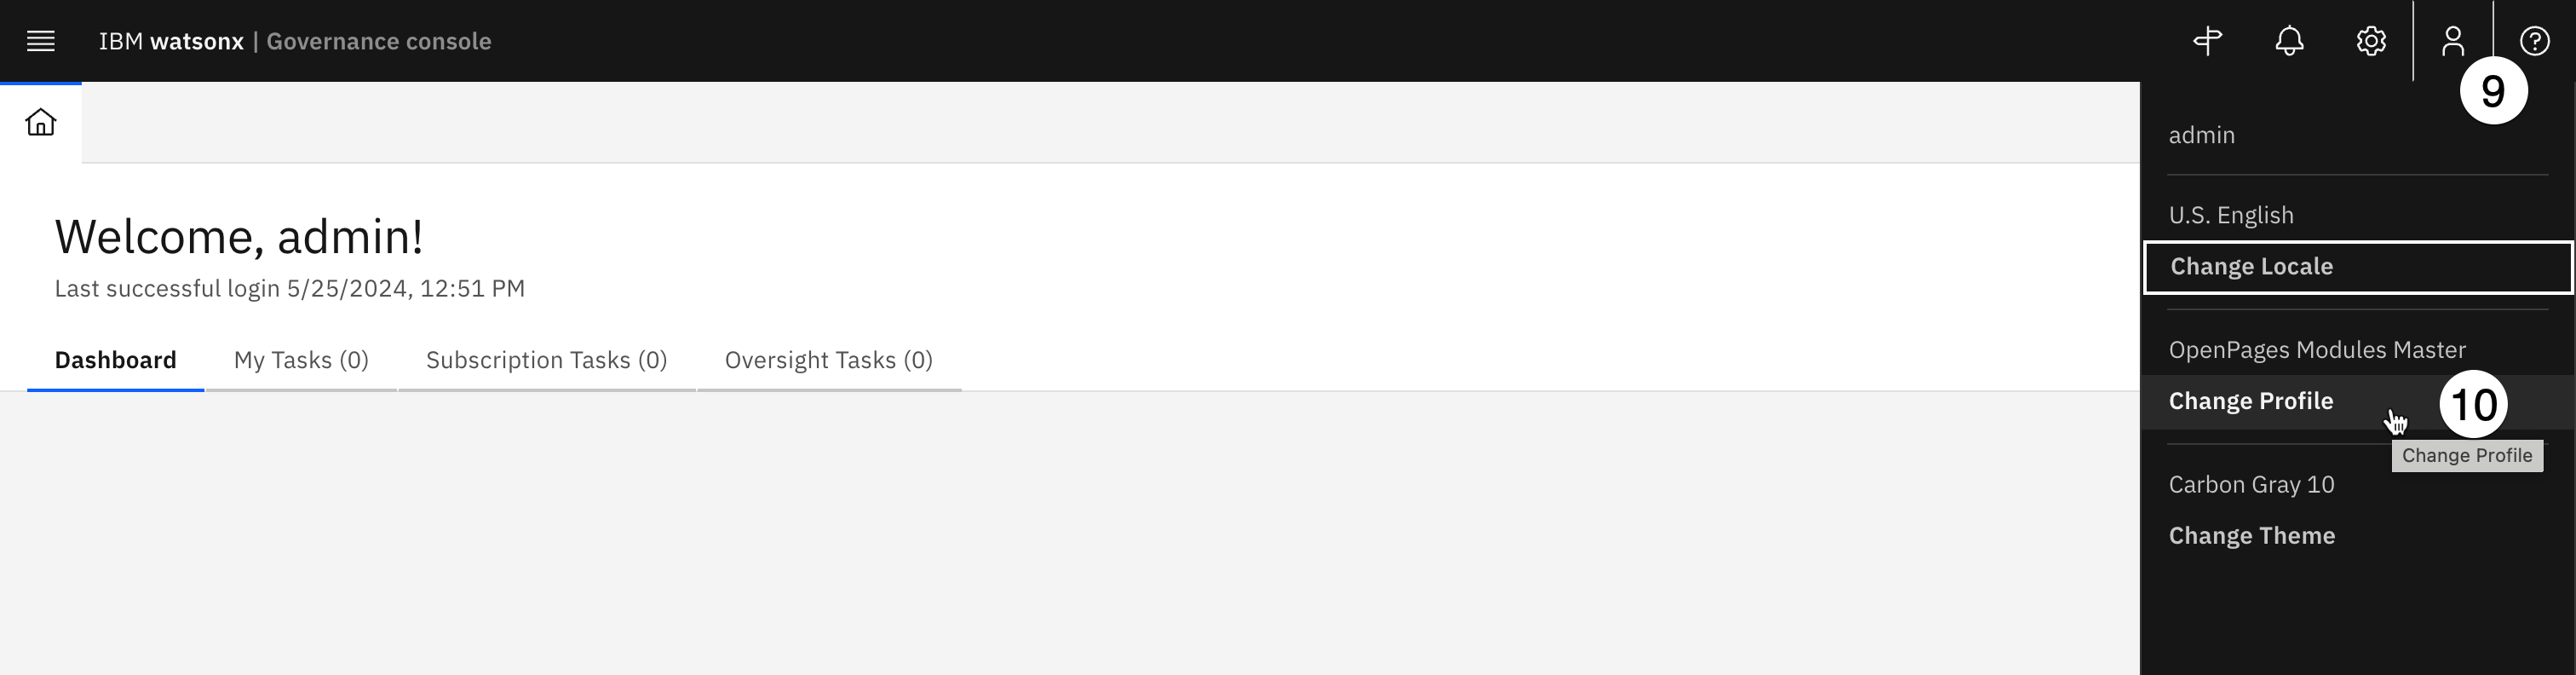 IBM watsonx | Governance console
9
admin
U.S. English
Change Locale
OpenPages Modules Master
Change Profile
10
Change Profile
Carbon Gray 10
Change Theme
Welcome, admin!
Last successful login 5/25/2024, 12:51 PM
Dashboard My Tasks (0) Subscription Tasks (0) Oversight Tasks (0)